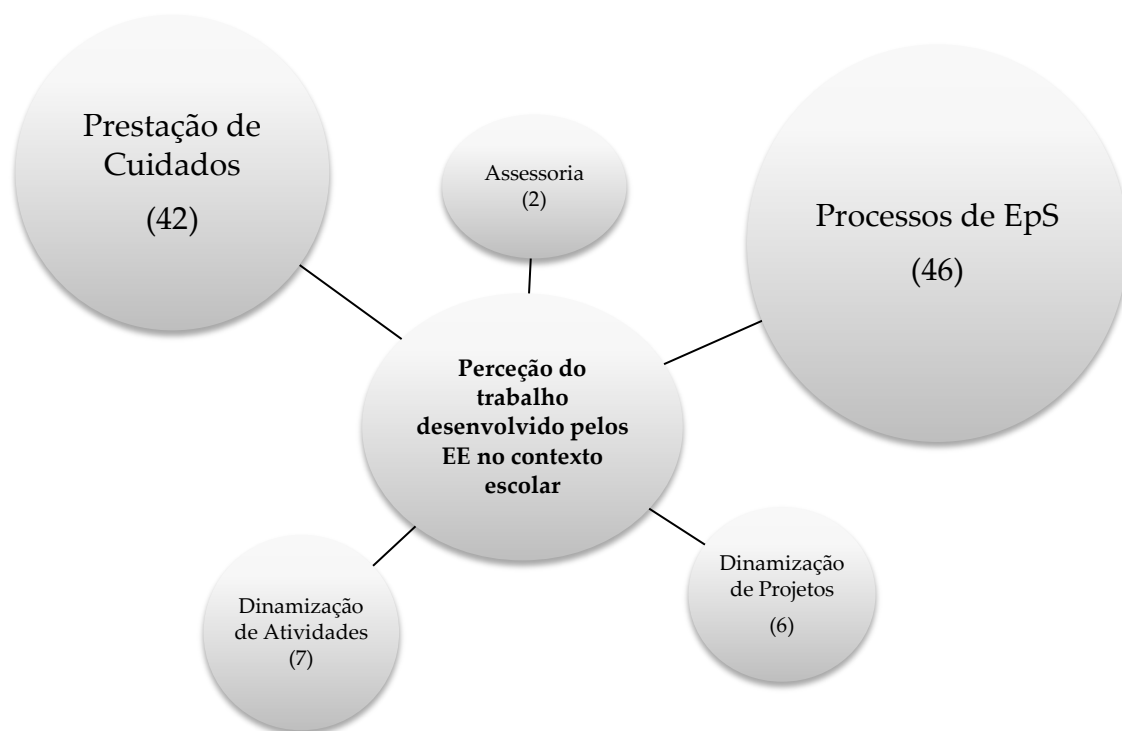 Prestação de
Cuidados
(42)
Assessoria
(2)
Processos de EpS
(46)
Perceção do
trabalho
desenvolvido pelos
EE no contexto
escolar
Dinamização
de Atividades
(7)
Dinamização
de Projetos
(6)